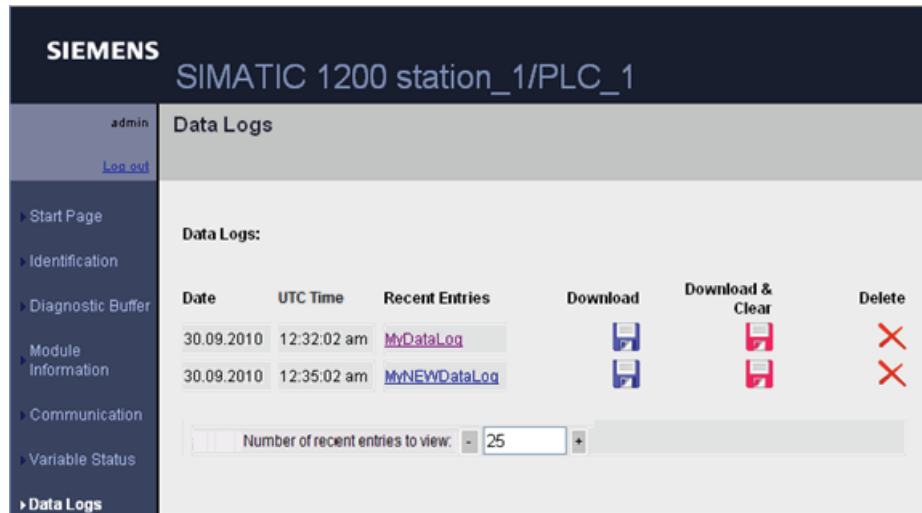 SIEMENS
SIMATIC 1200 station_1/PLC_1
admin
Log out
Data Logs
Start Page
Identification
Diagnostic Buffer
Module
Information
Communication
Variable Status
Data Logs
Data Logs:
Date UTC Time Recent Entries Download Download & Clear Delete
30.09.2010 12:32:02 am MyDataLog
30.09.2010 12:35:02 am MyNEWDataLog
Number of recent entries to view: - 25 +